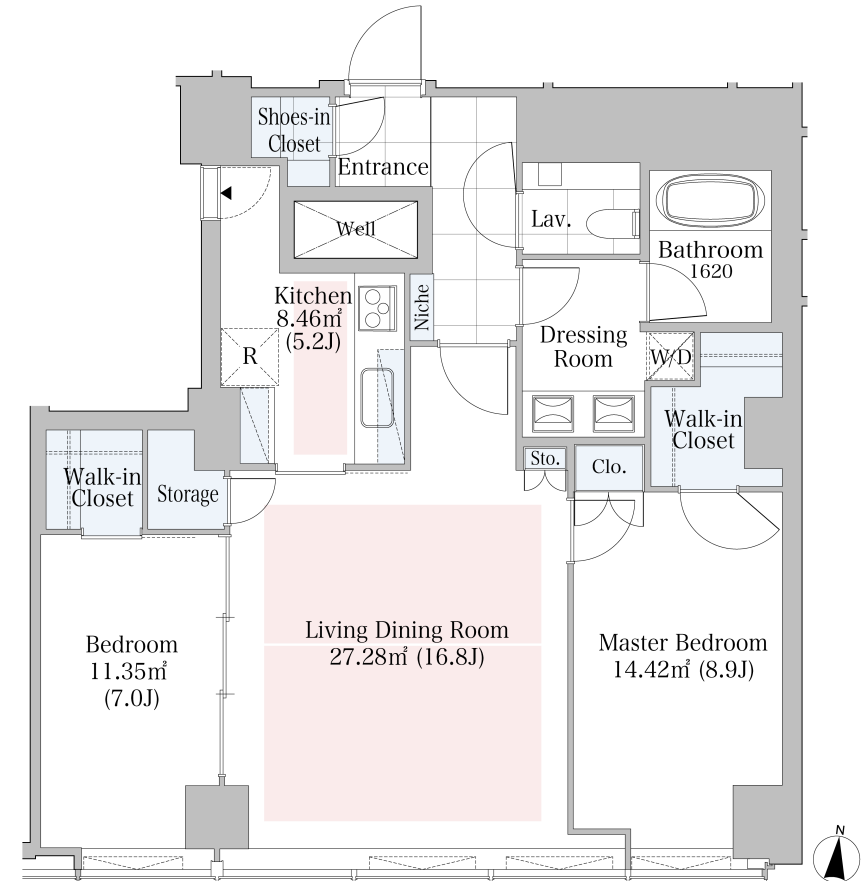 Shoes-in
Closet
Entrance
Well
Lav.
Bathroom
1620
Kitchen
8.46㎡
(5.2J)
Niche
R
Dressing
Room
W/D
Walk-in
Closet
Walk-in
Closet
Storage
Sto.
Clo.
Bedroom
11.35㎡
(7.0J)
Living Dining Room
27.28㎡ (16.8J)
Master Bedroom
14.42㎡ (8.9J)
N